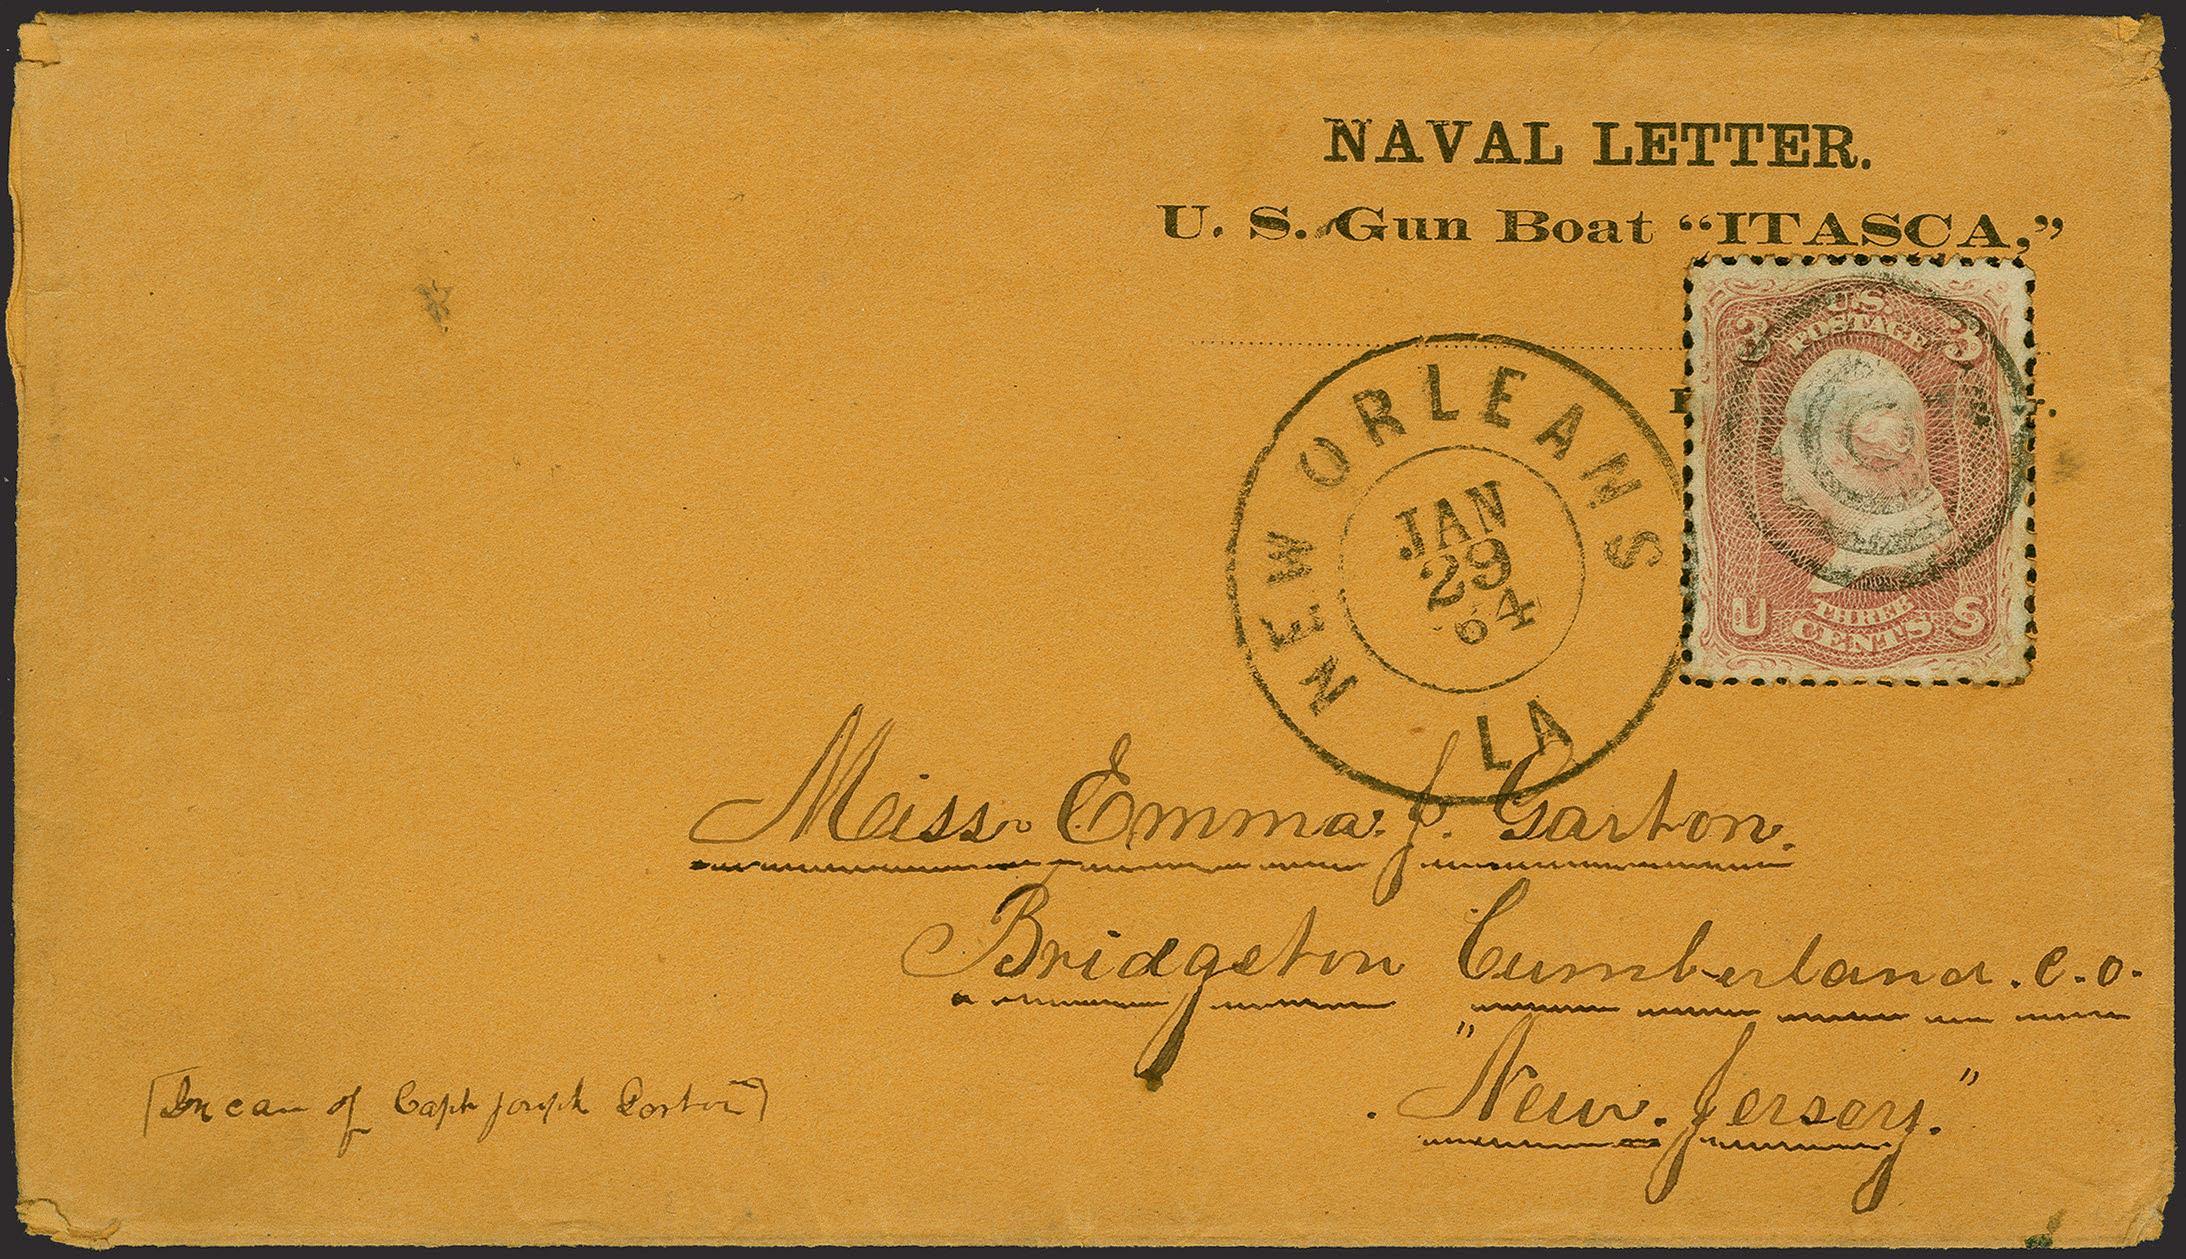 NAVAL LETTER.
U. S. Gun Boat “ITASCA,”
U.S.
POSTAGE
3 3
THREE
CENTS
U S
NEW ORLEANS
JAN
29
'64
LA
Miss Emma. J. Garton.
Bridgeton Cumberland. c.o.
"New. Jersey."
[In care of Capt Joseph